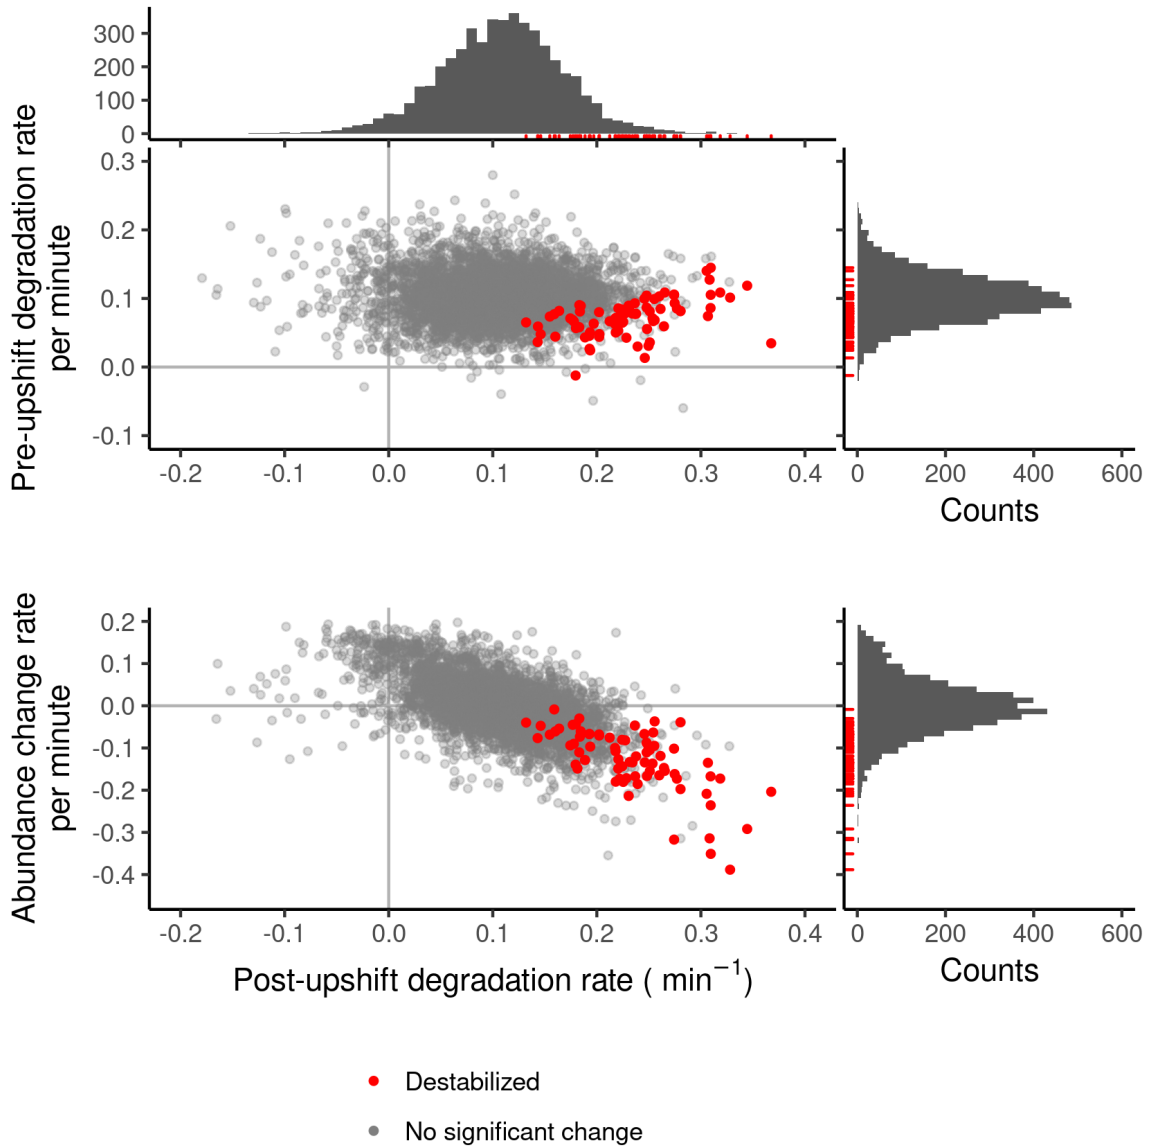 300
200
100
0
Pre-upshift degradation rate
per minute
0.3
0.2
0.1
0.0
-0.1
-0.2 -0.1 0.0 0.1 0.2 0.3 0.4
0 200 400 600
Counts
Abundance change rate
per minute
0.2
0.1
0.0
-0.1
-0.2
-0.3
-0.4
-0.2 -0.1 0.0 0.1 0.2 0.3 0.4
0 200 400 600
Post-upshift degradation rate ( min⁻¹)
Counts
Destabilized
No significant change